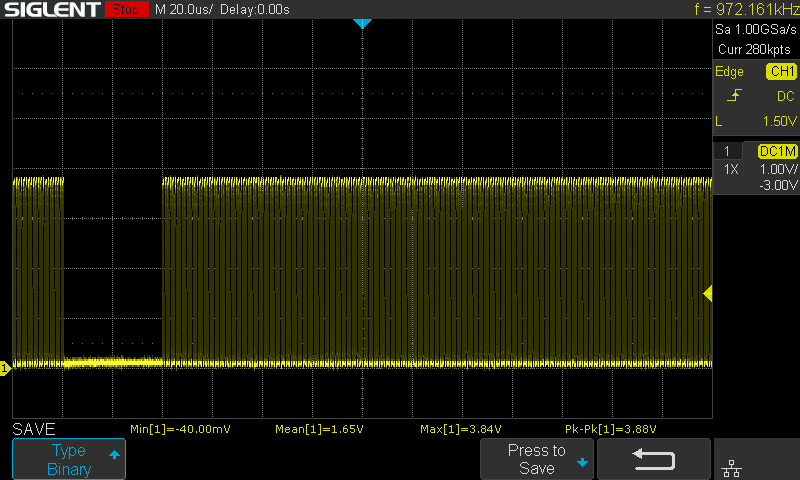 SIGLENT Stop M 20.0us/ Delay:0.00s f = 972.161kHz
Sa 1.00GSa/s
Curr 280kpts
Edge CH1
DC
L 1.50V
1 DC1M
1X 1.00V/
-3.00V
1
SAVE Min[1]=-40.00mV Mean[1]=1.65V Max[1]=3.84V Pk-Pk[1]=3.88V
Type
Binary
Press to
Save